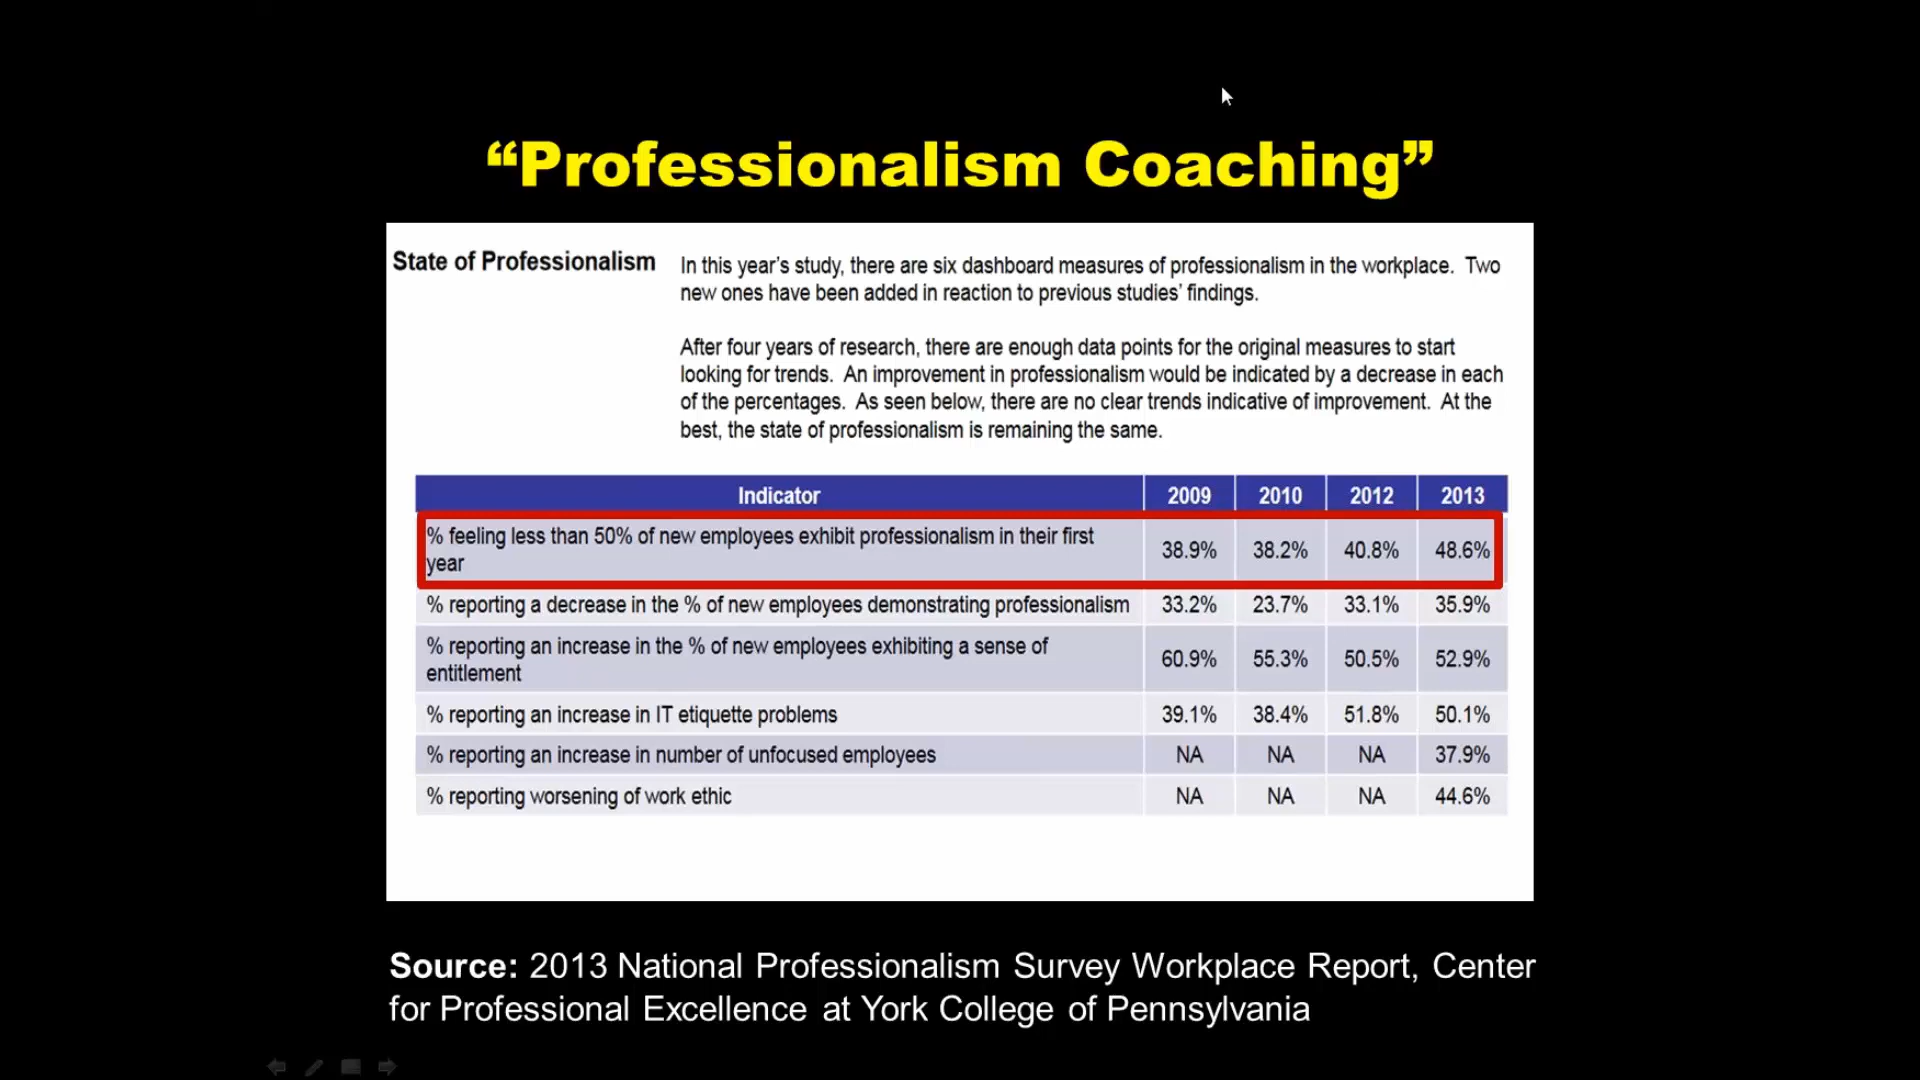 “Professionalism Coaching”
State of Professionalism
In this year’s study, there are six dashboard measures of professionalism in the workplace. Two
new ones have been added in reaction to previous studies’ findings.
After four years of research, there are enough data points for the original measures to start
looking for trends. An improvement in professionalism would be indicated by a decrease in each
of the percentages. As seen below, there are no clear trends indicative of improvement. At the
best, the state of professionalism is remaining the same.
Indicator 2009 2010 2012 2013
% feeling less than 50% of new employees exhibit professionalism in their first
year 38.9% 38.2% 40.8% 48.6%
% reporting a decrease in the % of new employees demonstrating professionalism 33.2% 23.7% 33.1% 35.9%
% reporting an increase in the % of new employees exhibiting a sense of
entitlement 60.9% 55.3% 50.5% 52.9%
% reporting an increase in IT etiquette problems 39.1% 38.4% 51.8% 50.1%
% reporting an increase in number of unfocused employees NA NA NA 37.9%
% reporting worsening of work ethic NA NA NA 44.6%
Source: 2013 National Professionalism Survey Workplace Report, Center
for Professional Excellence at York College of Pennsylvania